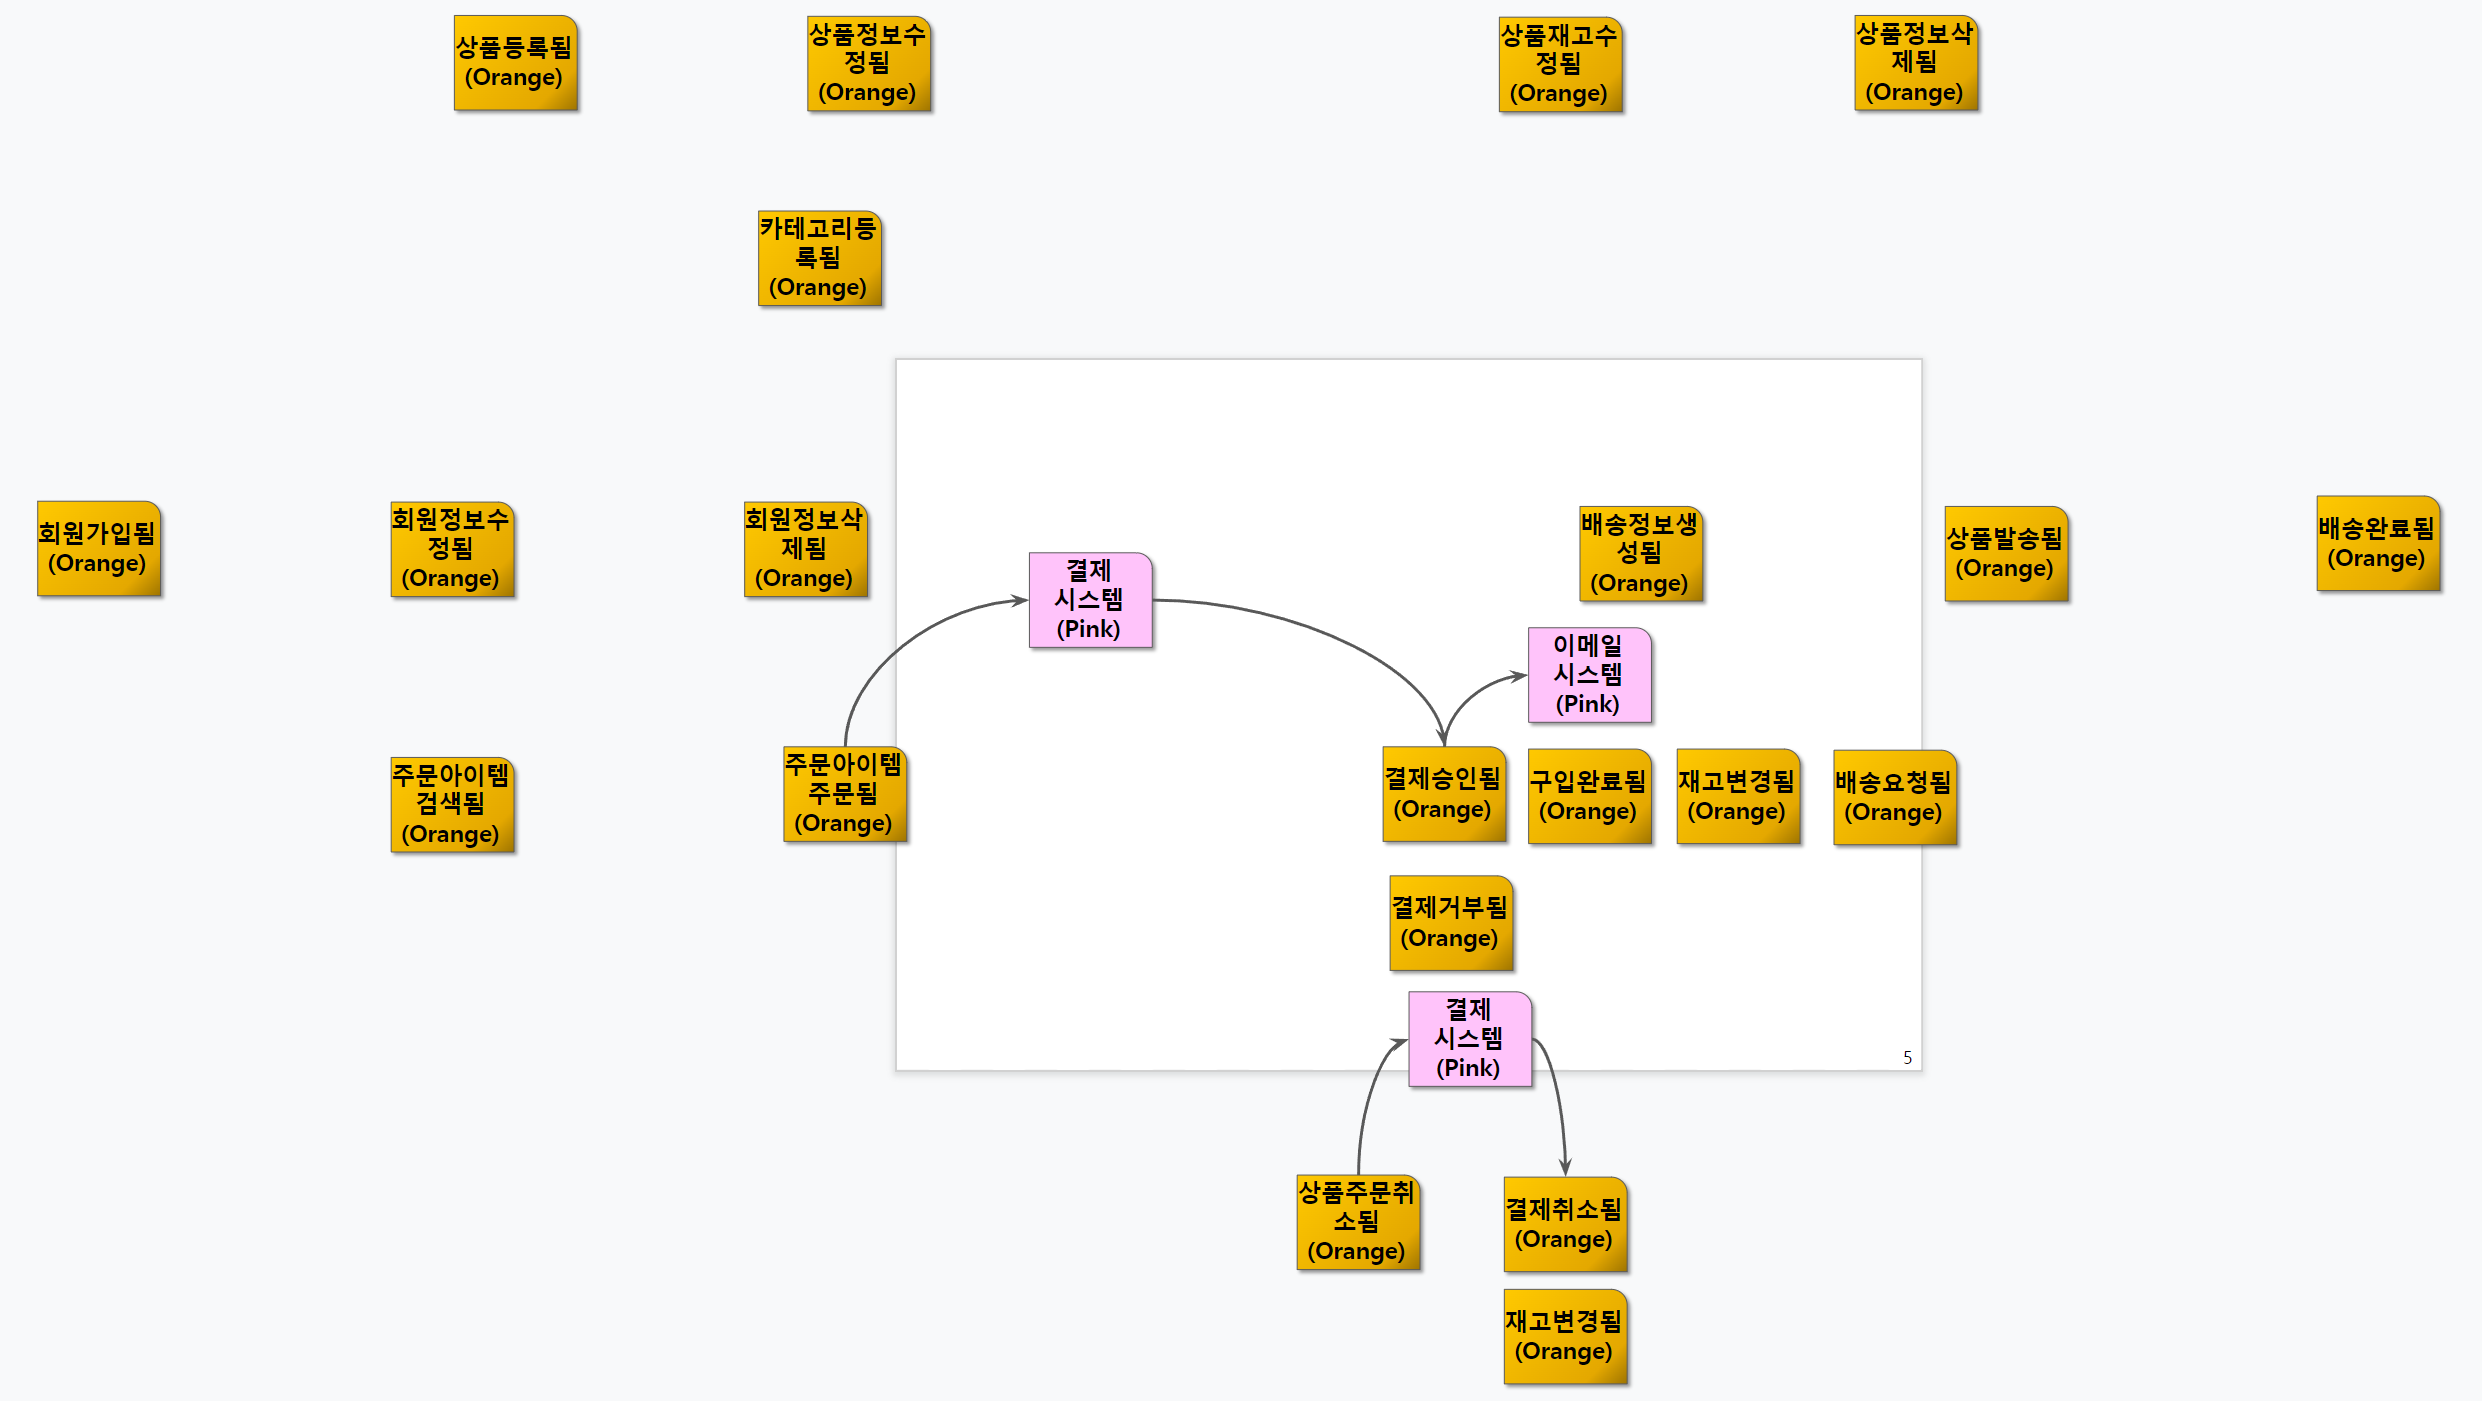 상품등록됨
(Orange)
상품정보수
정됨
(Orange)
상품재고수
정됨
(Orange)
상품정보삭
제됨
(Orange)
카테고리등
록됨
(Orange)
회원가입됨
(Orange)
회원정보수
정됨
(Orange)
회원정보삭
제됨
(Orange)
결제
시스템
(Pink)
배송정보생
성됨
(Orange)
상품발송됨
(Orange)
배송완료됨
(Orange)
이메일
시스템
(Pink)
주문아이템
검색됨
(Orange)
주문아이템
주문됨
(Orange)
결제승인됨
(Orange)
구입완료됨
(Orange)
재고변경됨
(Orange)
배송요청됨
(Orange)
결제거부됨
(Orange)
결제
시스템
(Pink)
5
상품주문취
소됨
(Orange)
결제취소됨
(Orange)
재고변경됨
(Orange)